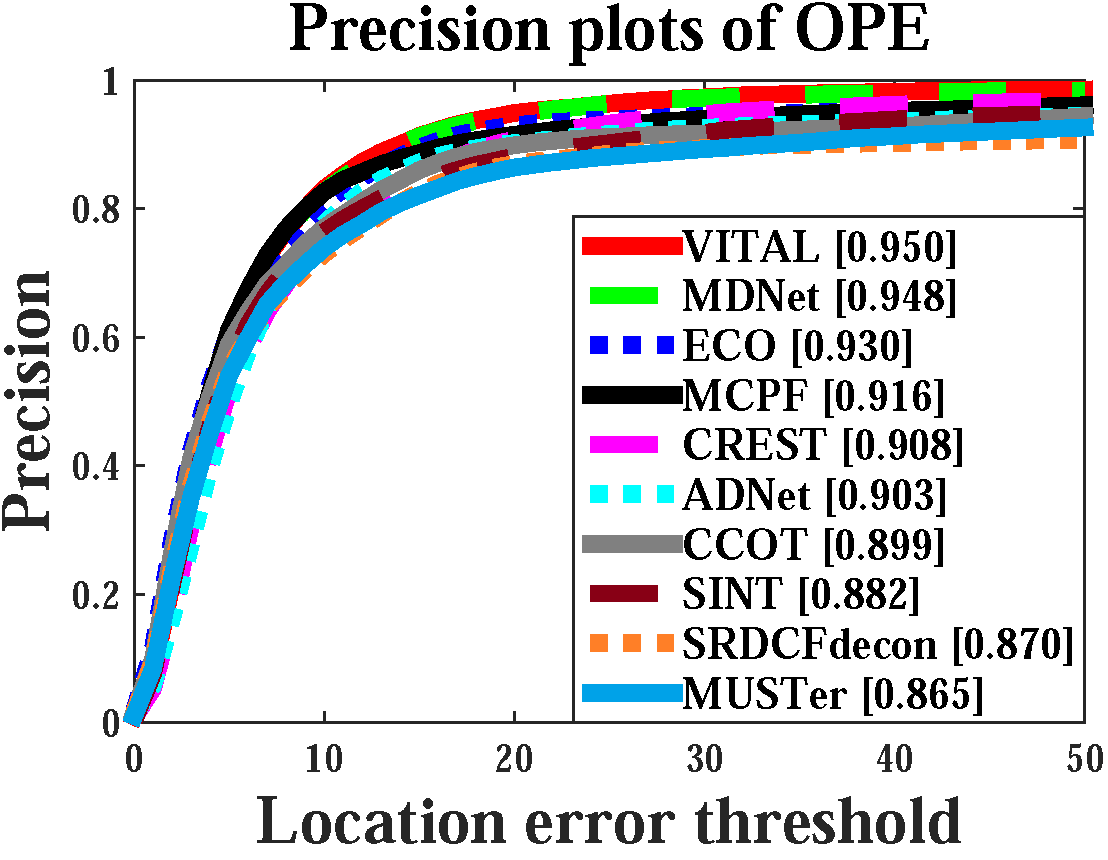 Precision plots of OPE
Precision
1
0.8
0.6
0.4
0.2
0
0 10 20 30 40 50
Location error threshold
VITAL [0.950]
MDNet [0.948]
ECO [0.930]
MCPF [0.916]
CREST [0.908]
ADNet [0.903]
CCOT [0.899]
SINT [0.882]
SRDCFdecon [0.870]
MUSTer [0.865]